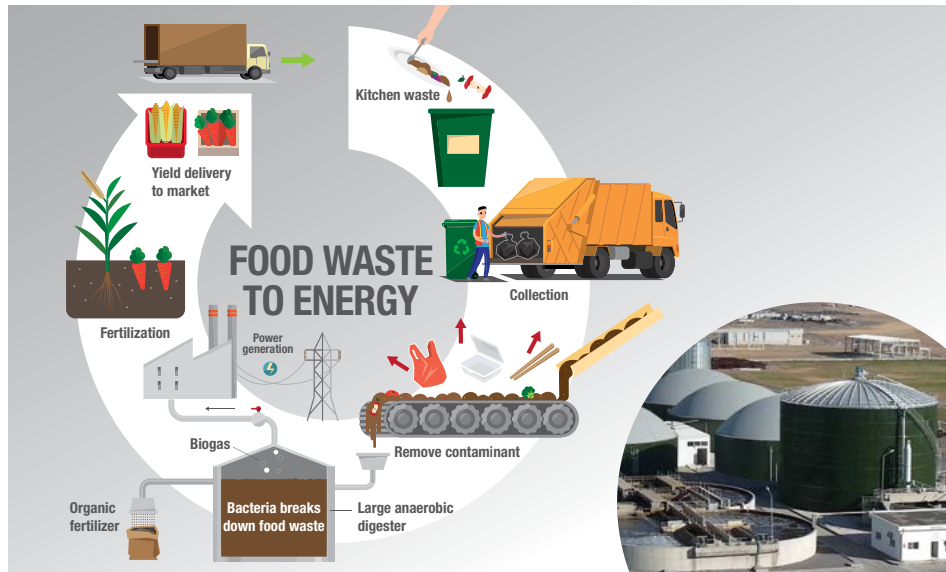 Kitchen waste
Yield delivery
to market
FOOD WASTE
TO ENERGY
Collection
Fertilization
Power
generation
Remove contaminant
Biogas
Organic
fertilizer
Bacteria breaks
down food waste
Large anaerobic
digester